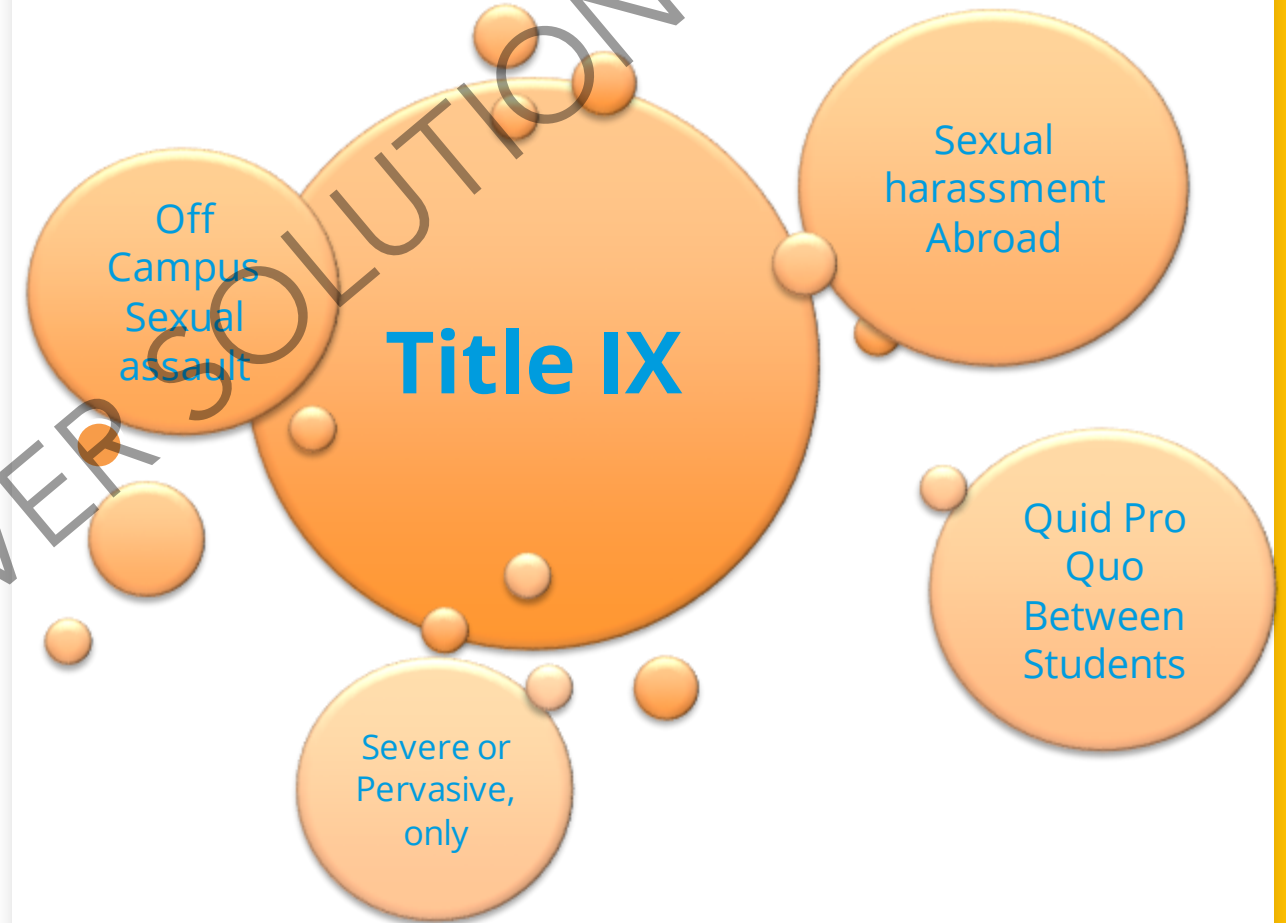 Sexual
harassment
Abroad
Off
Campus
Sexual
assault
Title IX
Quid Pro
Quo
Between
Students
Severe or
Pervasive,
only
SOLUTION